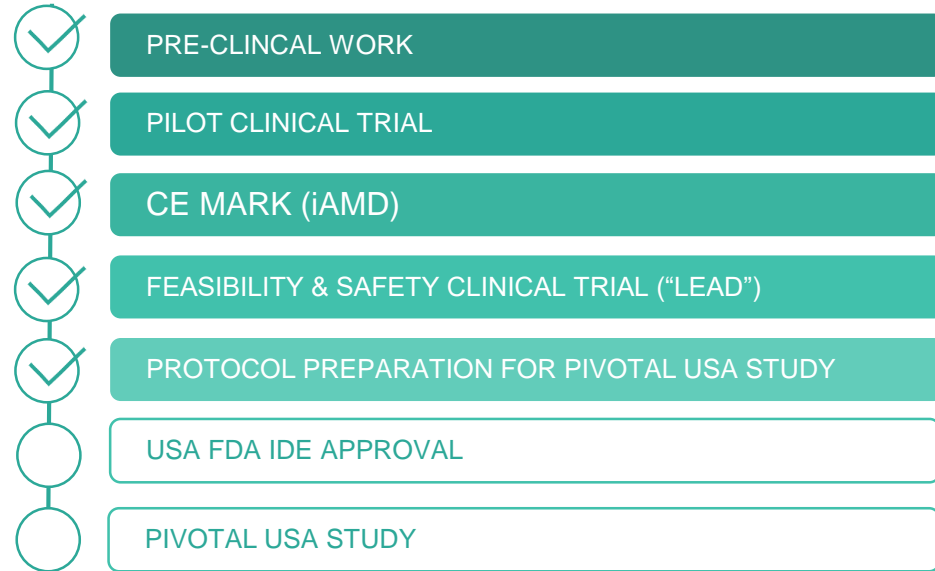 PRE-CLINCAL WORK
PILOT CLINICAL TRIAL
CE MARK (iAMD)
FEASIBILITY & SAFETY CLINICAL TRIAL (“LEAD”)
PROTOCOL PREPARATION FOR PIVOTAL USA STUDY
USA FDA IDE APPROVAL
PIVOTAL USA STUDY